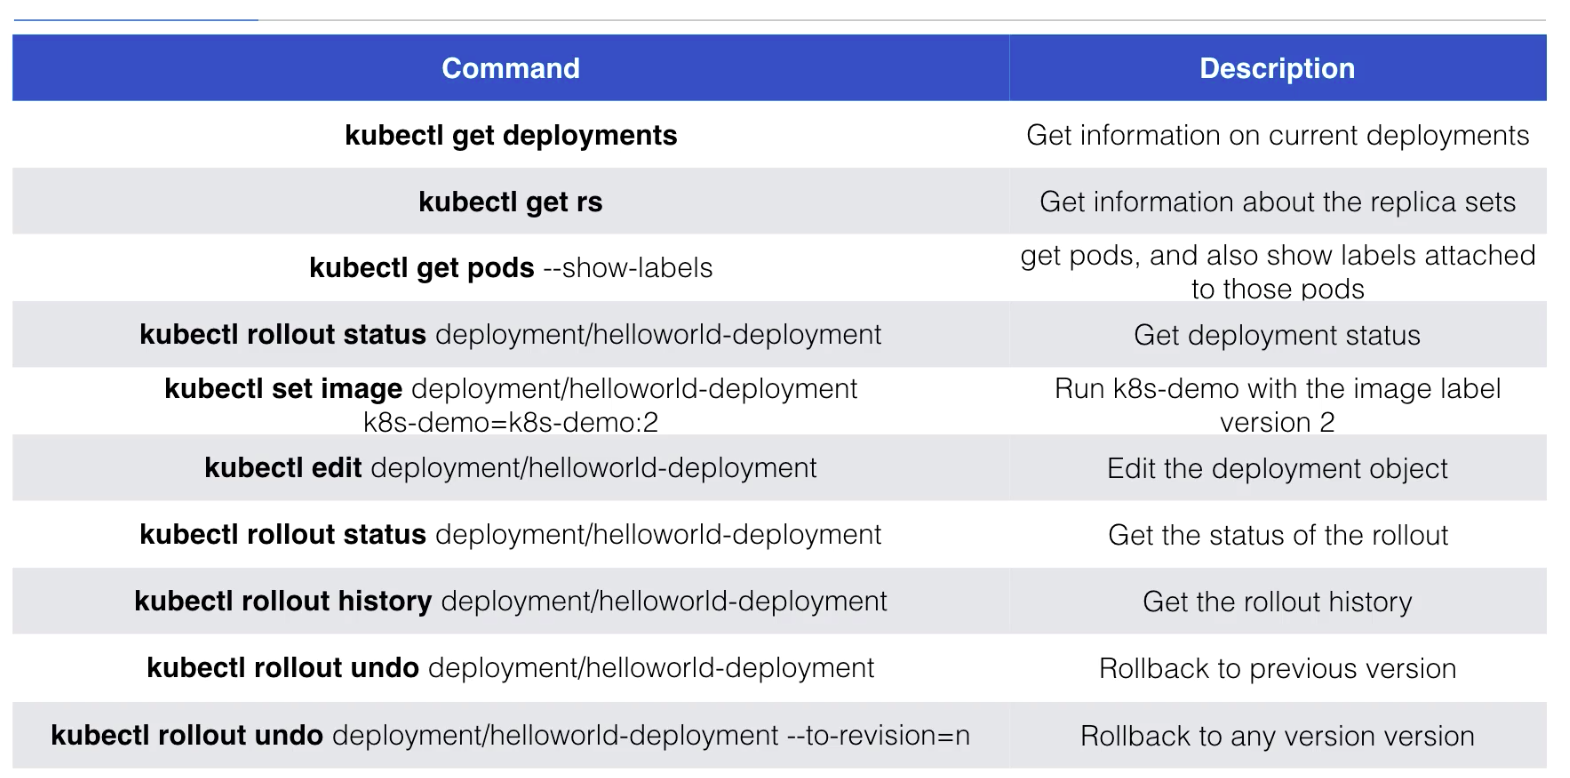 Command Description
kubectl get deployments Get information on current deployments
kubectl get rs Get information about the replica sets
kubectl get pods --show-labels get pods, and also show labels attached
to those pods
kubectl rollout status deployment/helloworld-deployment Get deployment status
kubectl set image deployment/helloworld-deployment Run k8s-demo with the image label
k8s-demo=k8s-demo:2 version 2
kubectl edit deployment/helloworld-deployment Edit the deployment object
kubectl rollout status deployment/helloworld-deployment Get the status of the rollout
kubectl rollout history deployment/helloworld-deployment Get the rollout history
kubectl rollout undo deployment/helloworld-deployment Rollback to previous version
kubectl rollout undo deployment/helloworld-deployment --to-revision=n Rollback to any version version